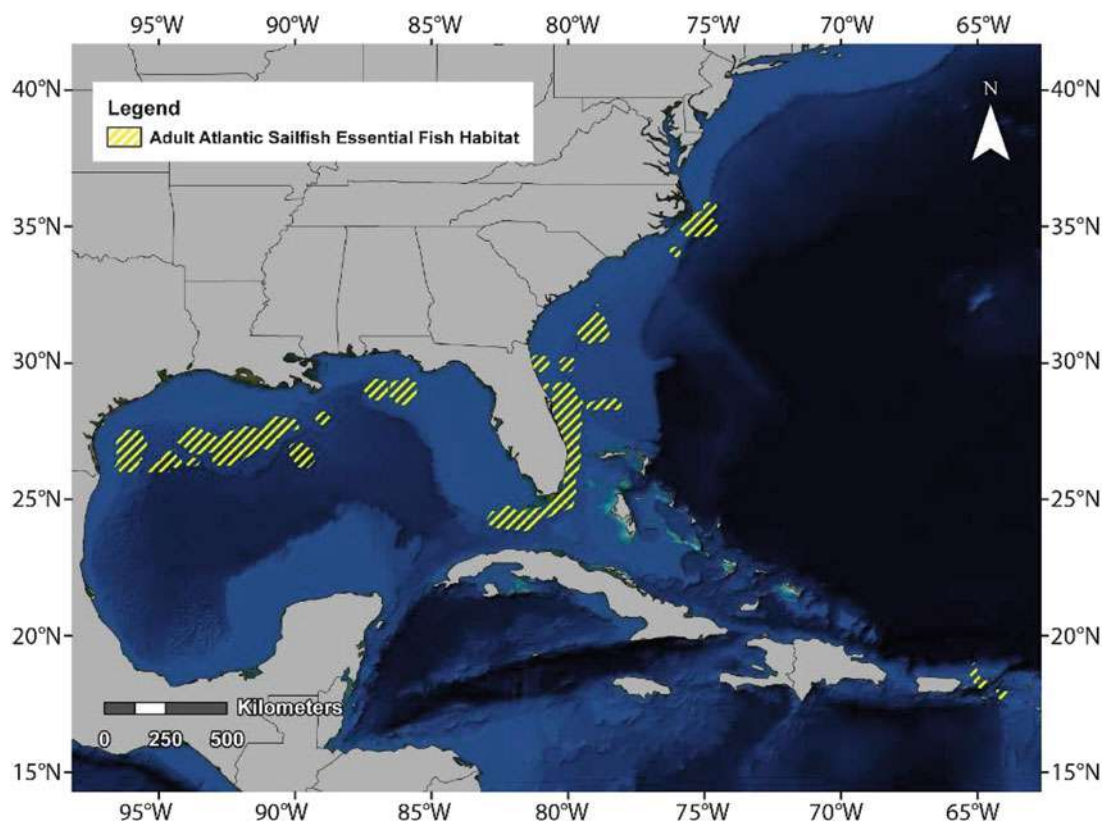 95°W 90°W 85°W 80°W 75°W 70°W 65°W
40°N 40°N
Legend
Adult Atlantic Sailfish Essential Fish Habitat
N
35°N 35°N
30°N 30°N
25°N 25°N
20°N 20°N
Kilometers
0 250 500
15°N 15°N
95°W 90°W 85°W 80°W 75°W 70°W 65°W